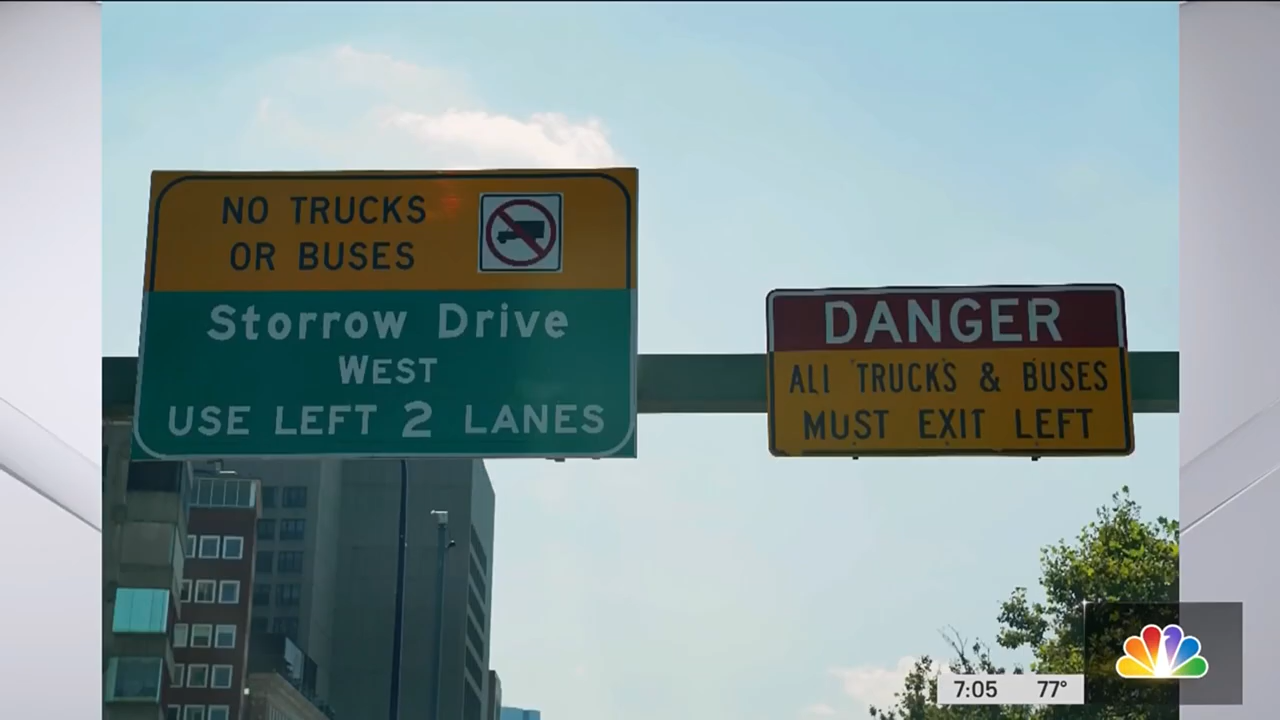 NO TRUCKS
OR BUSES
Storrow Drive
WEST
USE LEFT 2 LANES
DANGER
ALL TRUCKS & BUSES
MUST EXIT LEFT
7:05 77°